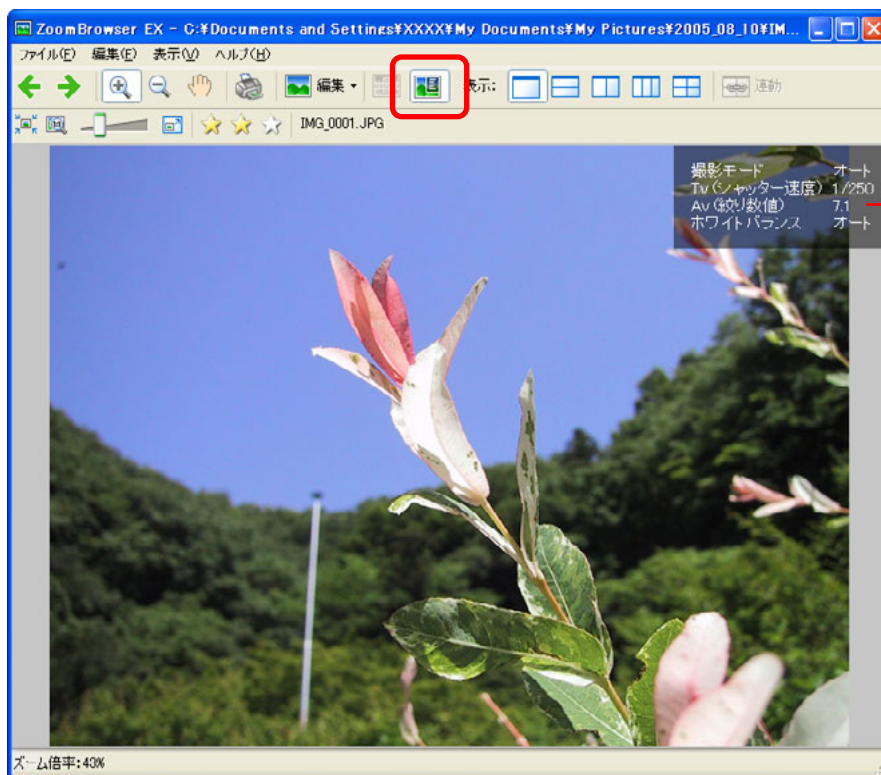 ZoomBrowser EX - C:¥Documents and Settings¥XXXX¥My Documents¥My Pictures¥2005_08_10¥IM...
ファイル(F) 編集(E) 表示(V) ヘルプ(H)
編集 表示: 連動
IMG_0001.JPG
撮影モード オート
Tv(シャッター速度) 1/250
Av(絞り数値) 7.1
ホワイトバランス オート
ズーム倍率:43%